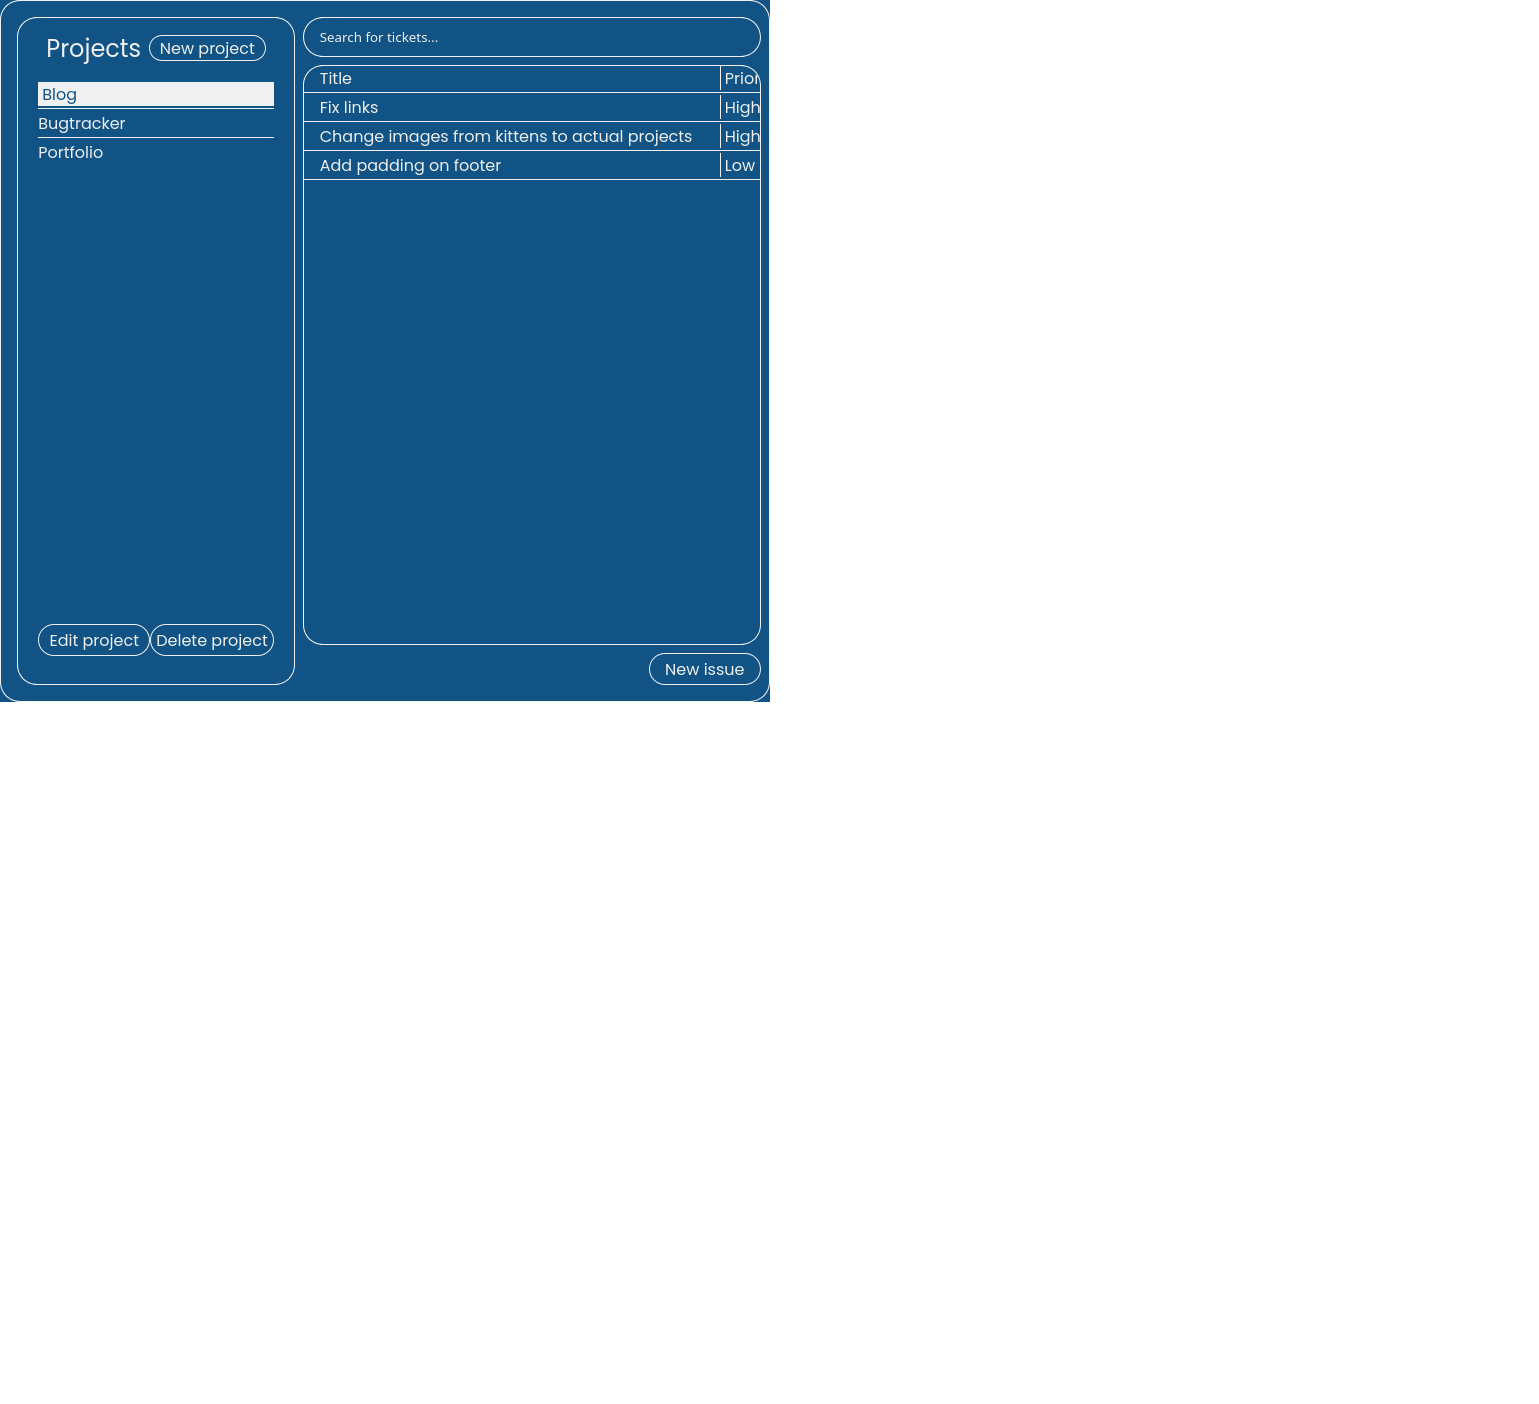 Projects
New project
Blog
Bugtracker
Portfolio
Edit project
Delete project
Search for tickets...
Title
Prior
Fix links
High
Change images from kittens to actual projects
High
Add padding on footer
Low
New issue